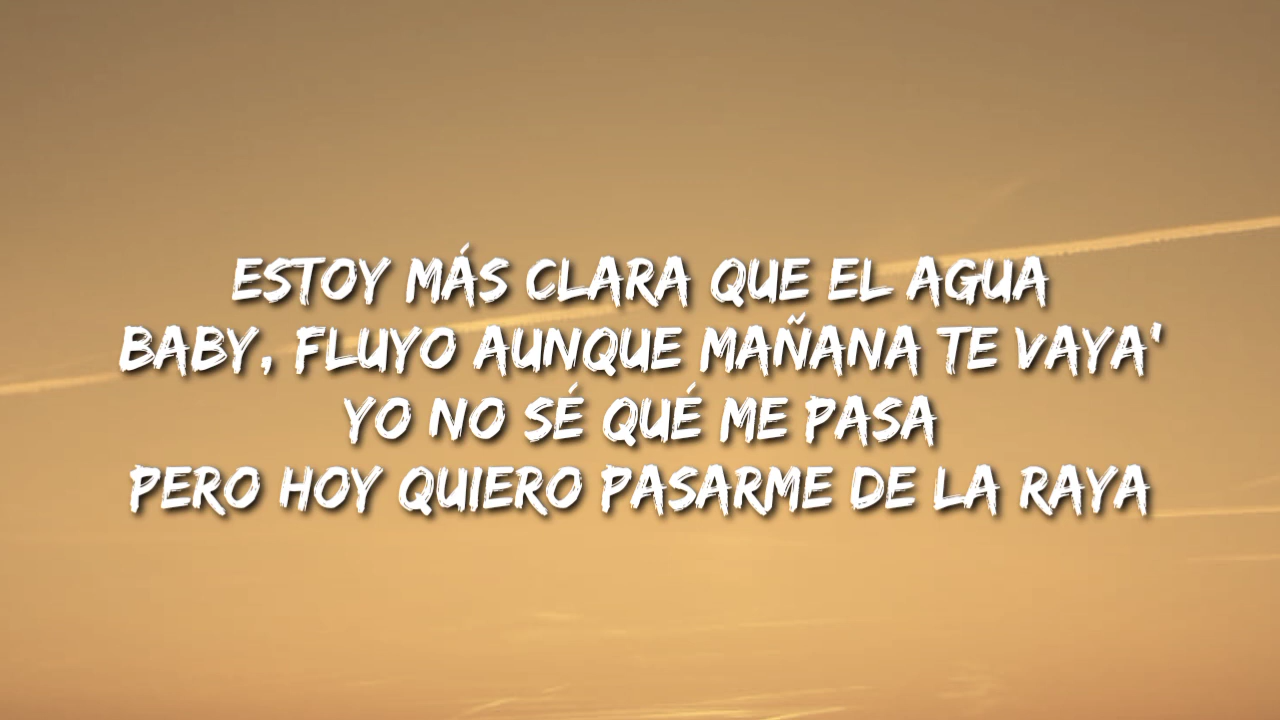 ESTOY MÁS CLARA QUE EL AGUA
BABY, FLUYO AUNQUE MAÑANA TE VAYA'
YO NO SÉ QUÉ ME PASA
PERO HOY QUIERO PASARME DE LA RAYA